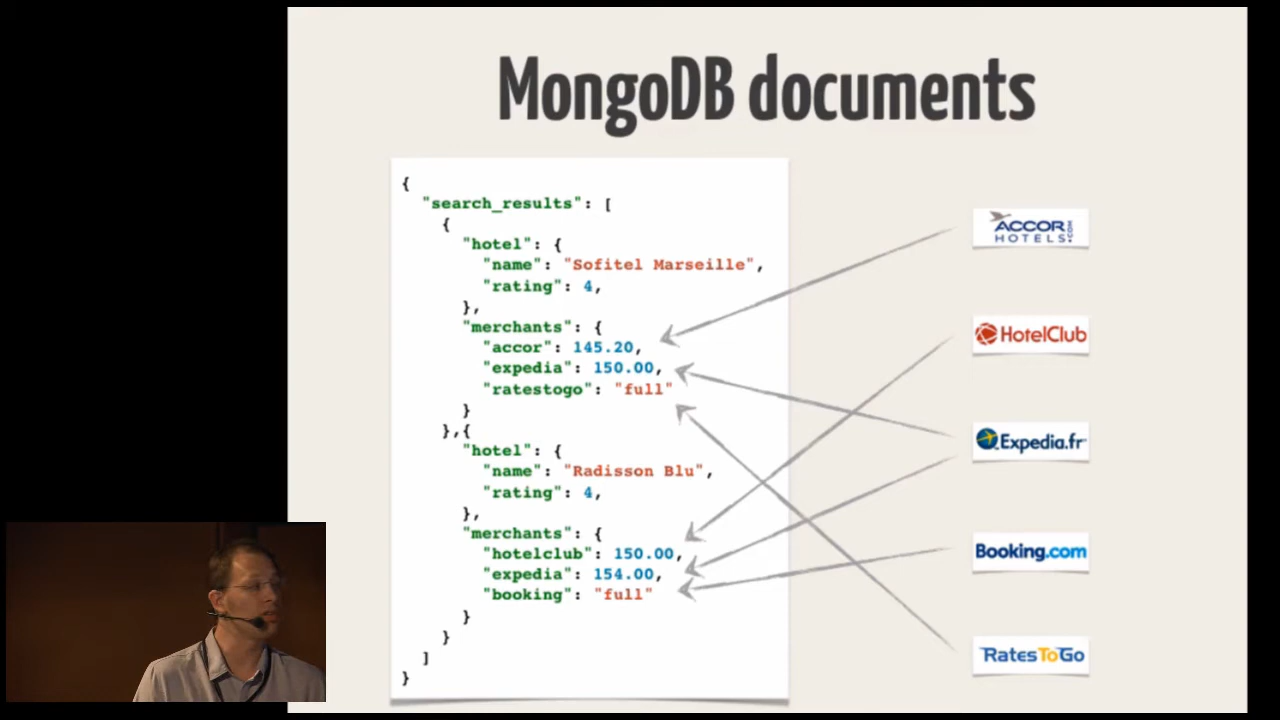 MongoDB documents
{
"search_results": [
{
"hotel": {
"name": "Sofitel Marseille",
"rating": 4,
},
"merchants": {
"accor": 145.20,
"expedia": 150.00,
"ratestogo": "full"
}
},{
"hotel": {
"name": "Radisson Blu",
"rating": 4,
},
"merchants": {
"hotelclub": 150.00,
"expedia": 154.00,
"booking": "full"
}
}
]
}
ACCOR
HOTELS.COM
HotelClub
Expedia.fr
Booking.com
RatesToGo